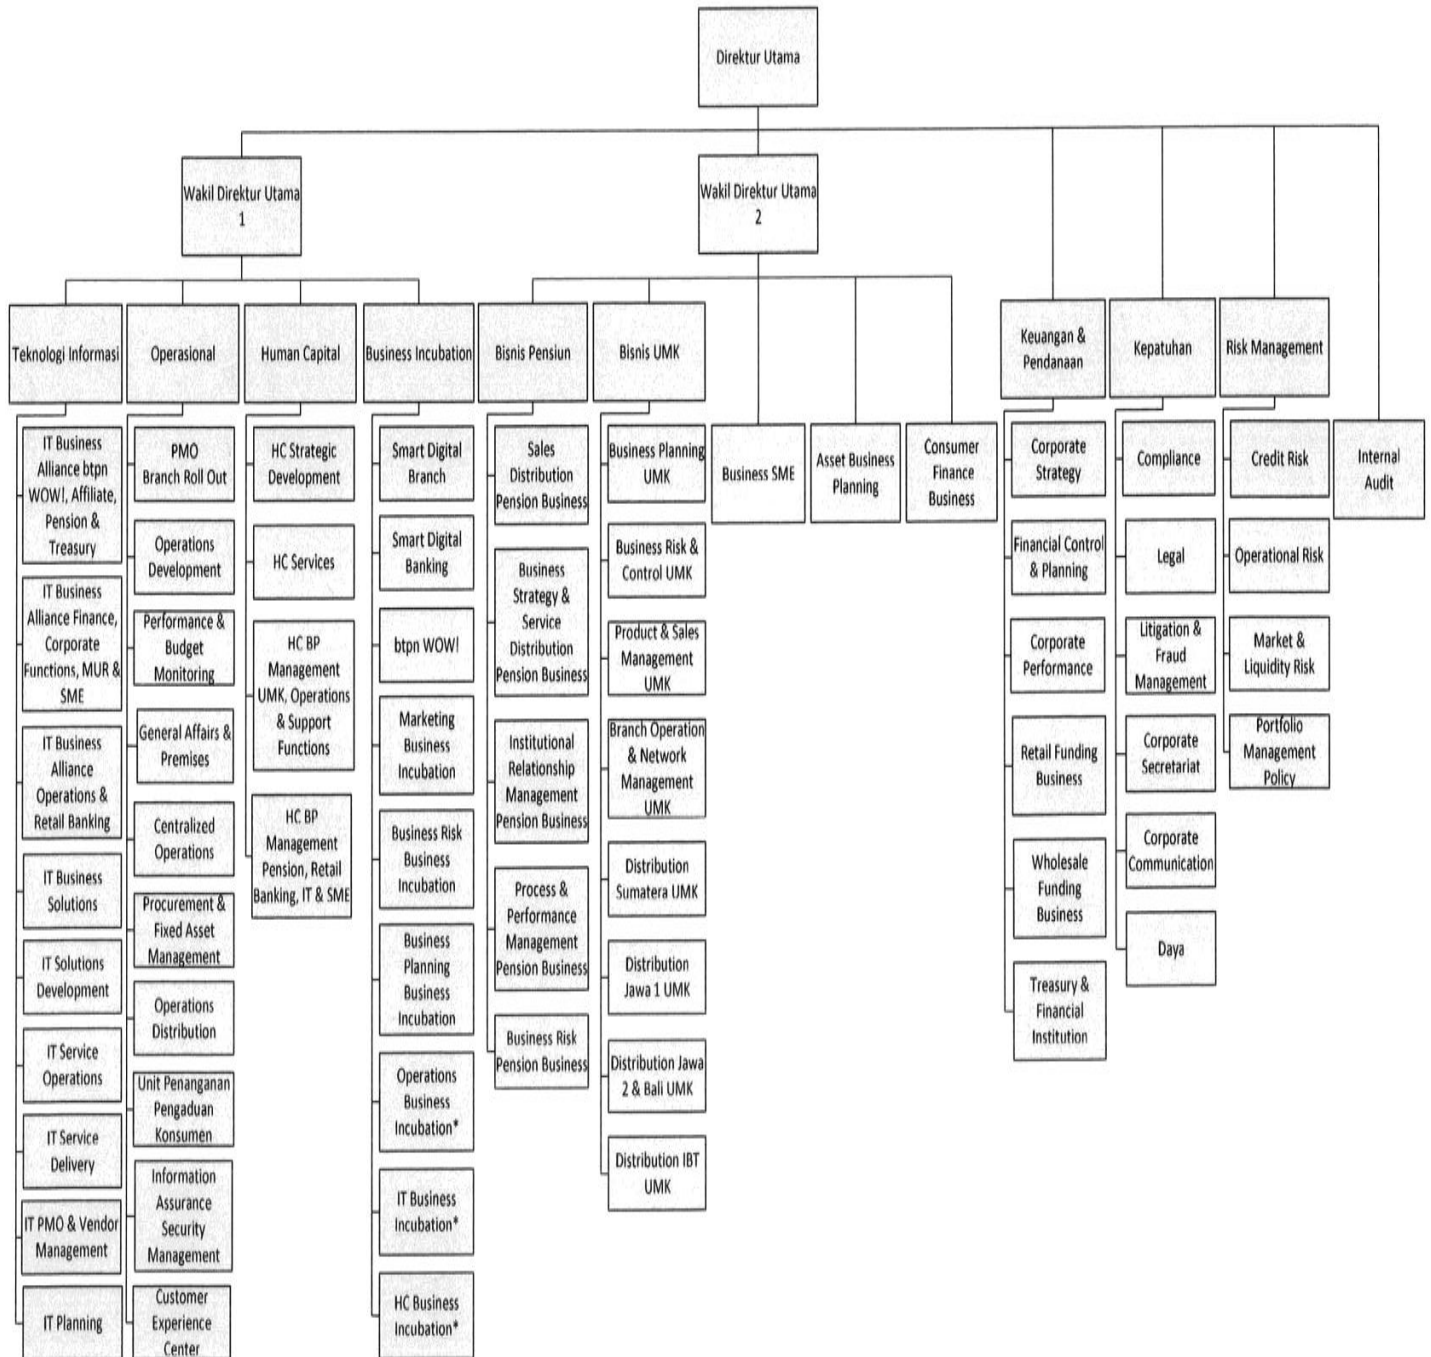 Direktur Utama
Wakil Direktur Utama
1
Wakil Direktur Utama
2
Teknologi Informasi
Operasional
Human Capital
Business Incubation
Bisnis Pensiun
Bisnis UMK
Keuangan &
Pendanaan
Kepatuhan
Risk Management
IT Business
Alliance btpn
WOW!, Affiliate,
Pension &
Treasury
IT Business
Alliance Finance,
Corporate
Functions, MUR &
SME
IT Business
Alliance
Operations &
Retail Banking
IT Business
Solutions
IT Solutions
Development
IT Service
Operations
IT Service
Delivery
IT PMO & Vendor
Management
IT Planning
PMO
Branch Roll Out
Operations
Development
Performance &
Budget
Monitoring
General Affairs &
Premises
Centralized
Operations
Procurement &
Fixed Asset
Management
Operations
Distribution
Unit Penanganan
Pengaduan
Konsumen
Information
Assurance
Security
Management
Customer
Experience
Center
HC Strategic
Development
HC Services
HC BP
Management
UMK, Operations
& Support
Functions
HC BP
Management
Pension, Retail
Banking, IT & SME
Smart Digital
Branch
Smart Digital
Banking
btpn WOW!
Marketing
Business
Incubation
Business Risk
Business
Incubation
Business
Planning
Business
Incubation
Operations
Business
Incubation*
IT Business
Incubation*
HC Business
Incubation*
Sales
Distribution
Pension Business
Business
Strategy &
Service
Distribution
Pension Business
Institutional
Relationship
Management
Pension Business
Process &
Performance
Management
Pension Business
Business Risk
Pension Business
Business Planning
UMK
Business Risk &
Control UMK
Product & Sales
Management
UMK
Branch Operation
& Network
Management
UMK
Distribution
Sumatera UMK
Distribution
Jawa 1 UMK
Distribution Jawa
2 & Bali UMK
Distribution IBT
UMK
Business SME
Asset Business
Planning
Consumer
Finance
Business
Corporate
Strategy
Financial Control
& Planning
Corporate
Performance
Retail Funding
Business
Wholesale
Funding
Business
Treasury &
Financial
Institution
Compliance
Legal
Litigation &
Fraud
Management
Corporate
Secretariat
Corporate
Communication
Daya
Credit Risk
Operational Risk
Market &
Liquidity Risk
Portfolio
Management
Policy
Internal
Audit